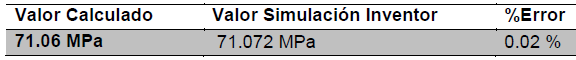 Valor Calculado Valor Simulación Inventor %Error
71.06 MPa 71.072 MPa 0.02 %